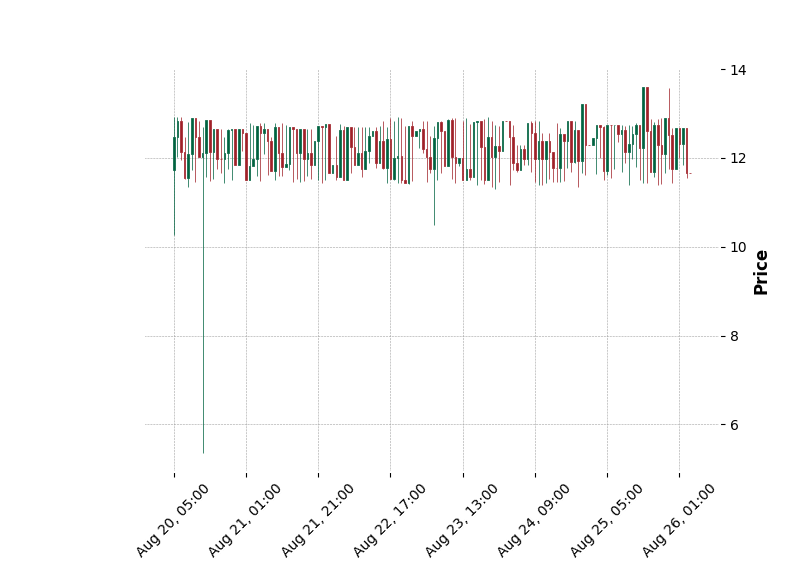 14
12
10
8
6
Price
Aug 20, 05:00
Aug 21, 01:00
Aug 21, 21:00
Aug 22, 17:00
Aug 23, 13:00
Aug 24, 09:00
Aug 25, 05:00
Aug 26, 01:00